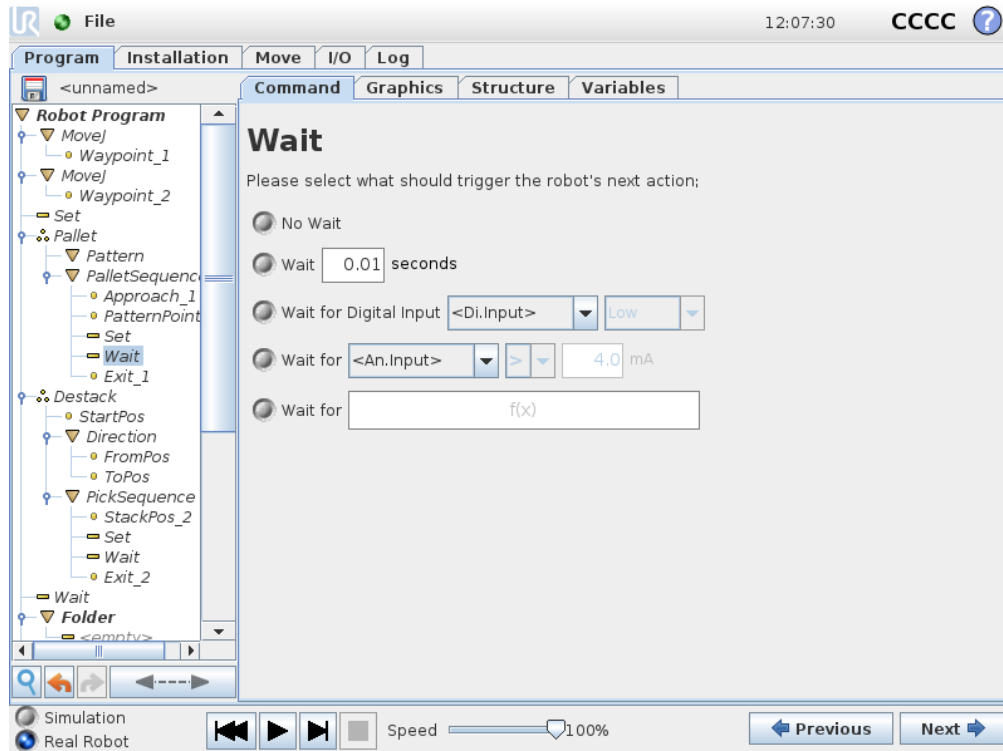 UR File 12:07:30 CCCC ?
Program Installation Move I/O Log
<unnamed> Command Graphics Structure Variables
Robot Program
MoveJ
Waypoint_1
MoveJ
Waypoint_2
Set
Pallet
Pattern
PalletSequenc
Approach_1
PatternPoint
Set
Wait
Exit_1
Destack
StartPos
Direction
FromPos
ToPos
PickSequence
StackPos_2
Set
Wait
Exit_2
Wait
Folder
<empty>
Wait
Please select what should trigger the robot's next action;
No Wait
Wait 0.01 seconds
Wait for Digital Input <Di.Input> Low
Wait for <An.Input> > 4.0 mA
Wait for f(x)
Simulation
Real Robot
Speed 100% Previous Next